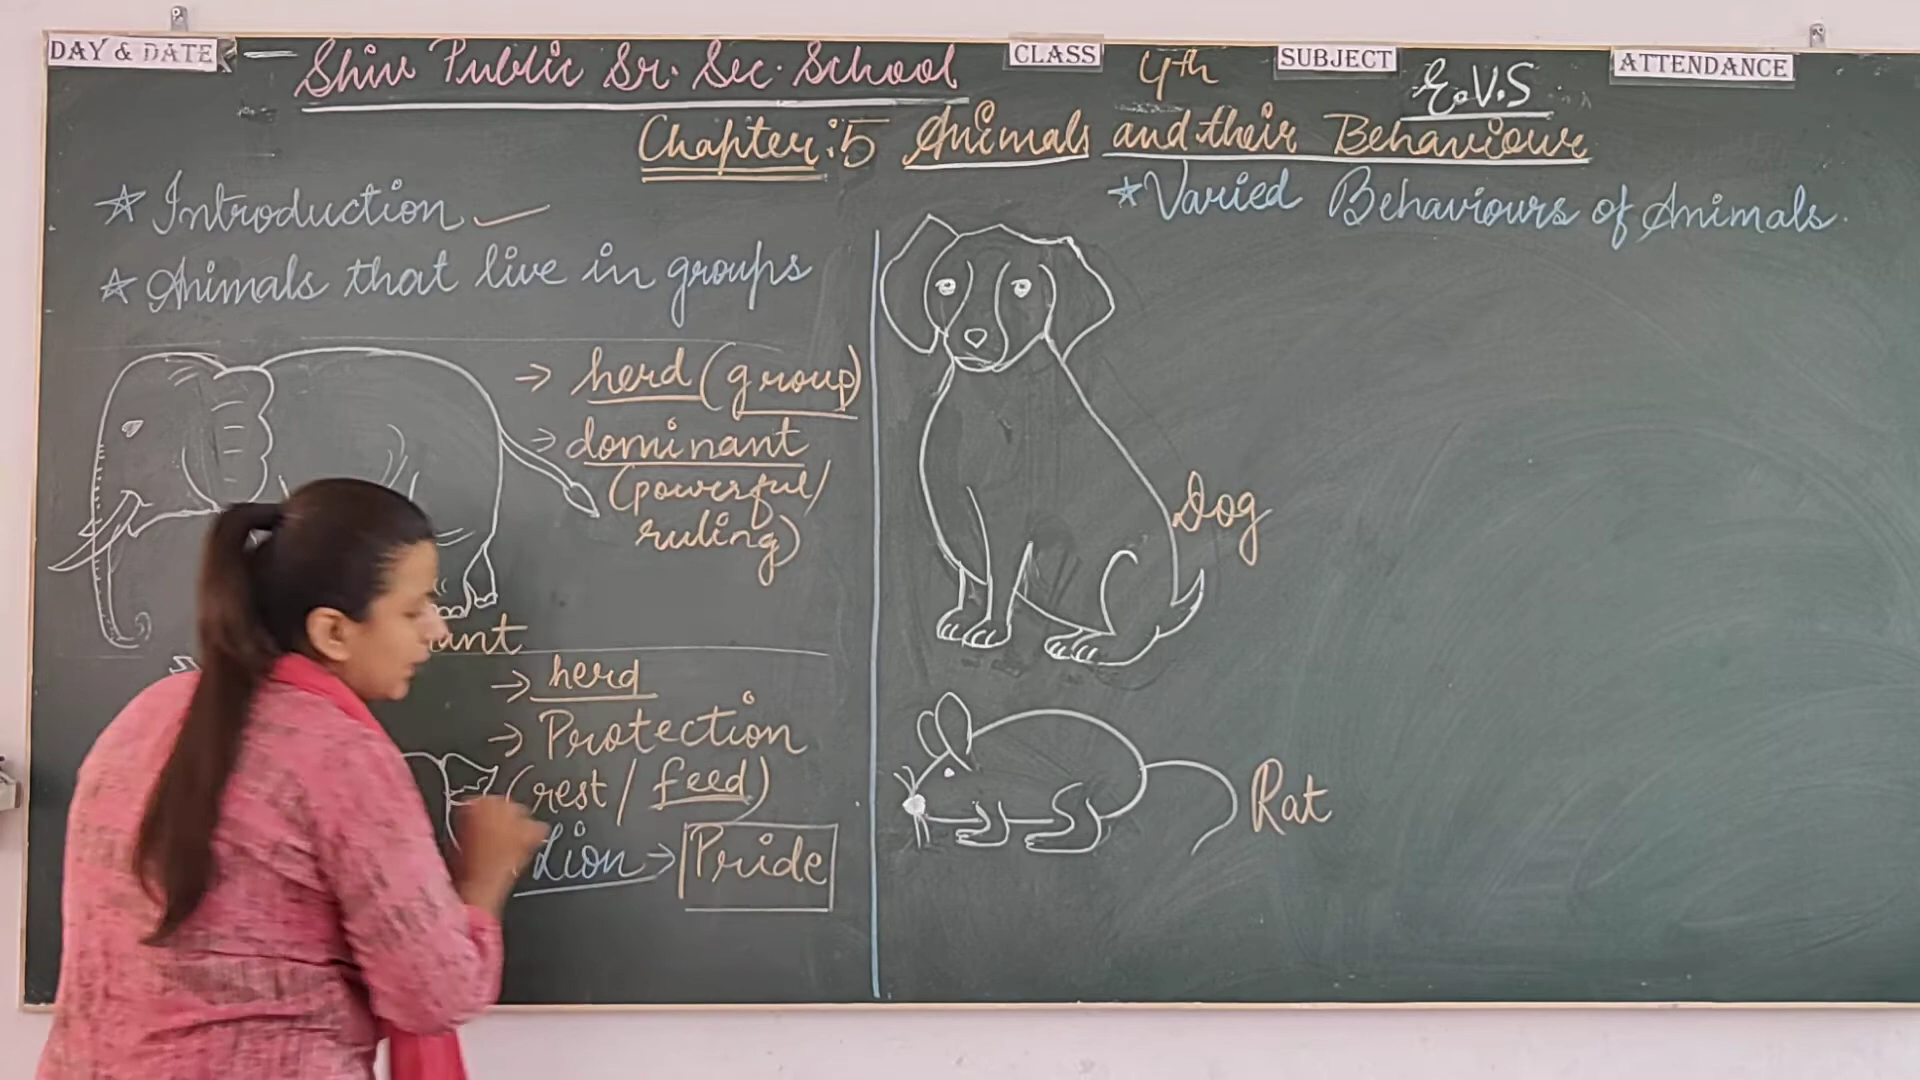 DAY & DATE
Shiv Public Sr. Sec. School
CLASS
4th
SUBJECT
E.V.S
ATTENDANCE
Chapter:5 Animals and their Behaviour
☆ Introduction
☆ Animals that live in groups
→ herd (group)
→ dominant
(powerful/
ruling)
→ herd
→ Protection
(rest / feed)
Lion → Pride
☆ Varied Behaviours of Animals.
Dog
Rat